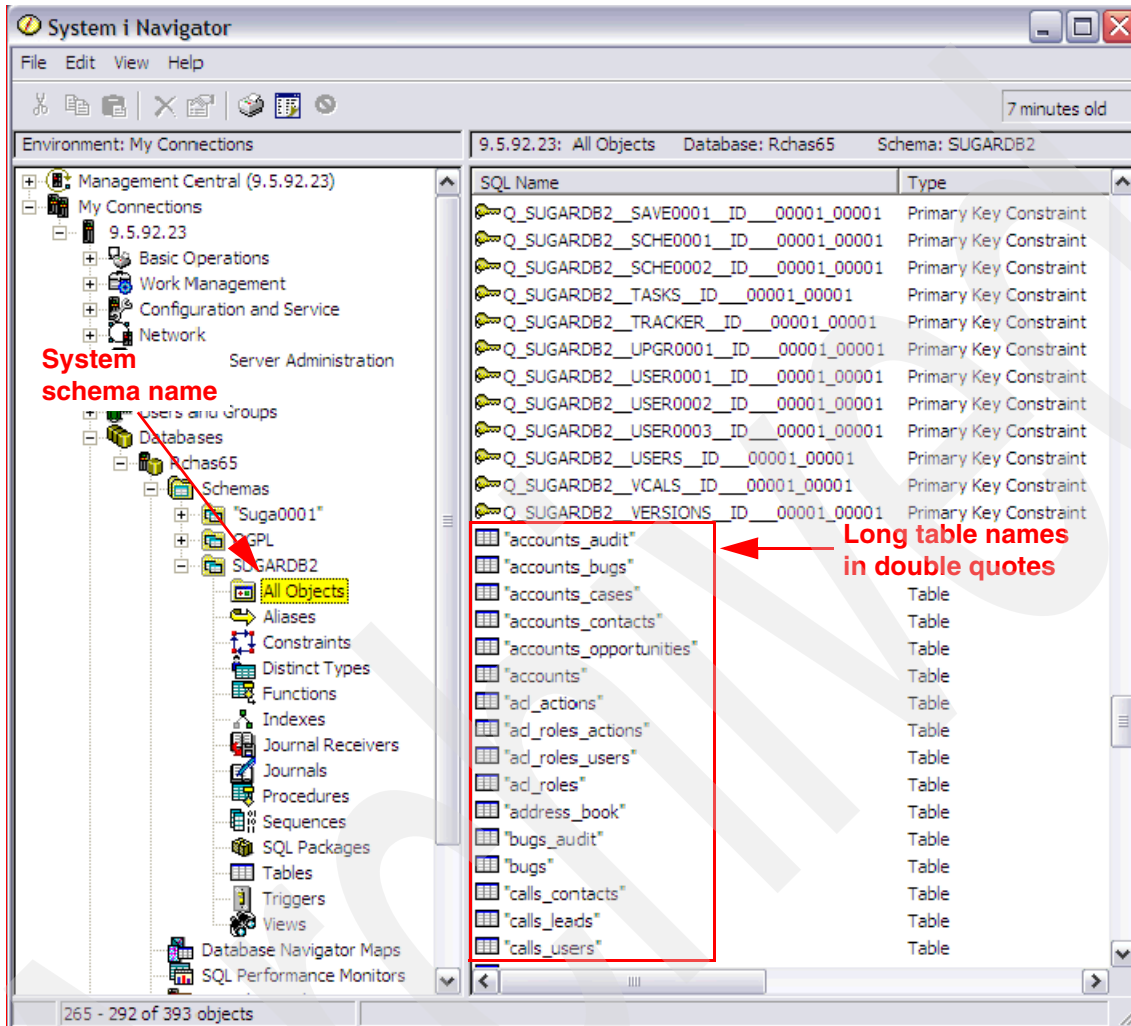 System i Navigator
File Edit View Help
7 minutes old
Environment: My Connections
9.5.92.23: All Objects Database: Rchas65 Schema: SUGARDB2
Management Central (9.5.92.23)
My Connections
9.5.92.23
Basic Operations
Work Management
Configuration and Service
Network
Server Administration
System
schema name
Users and Groups
Databases
Rchas65
Schemas
"Suga0001"
QGPL
SUGARDB2
All Objects
Aliases
Constraints
Distinct Types
Functions
Indexes
Journal Receivers
Journals
Procedures
Sequences
SQL Packages
Tables
Triggers
Views
Database Navigator Maps
SQL Performance Monitors
SQL Name Type
Q_SUGARDB2__SAVE0001__ID___00001_00001 Primary Key Constraint
Q_SUGARDB2__SCHE0001__ID___00001_00001 Primary Key Constraint
Q_SUGARDB2__SCHE0002__ID___00001_00001 Primary Key Constraint
Q_SUGARDB2__TASKS__ID___00001_00001 Primary Key Constraint
Q_SUGARDB2__TRACKER__ID___00001_00001 Primary Key Constraint
Q_SUGARDB2__UPGR0001__ID___00001_00001 Primary Key Constraint
Q_SUGARDB2__USER0001__ID___00001_00001 Primary Key Constraint
Q_SUGARDB2__USER0002__ID___00001_00001 Primary Key Constraint
Q_SUGARDB2__USER0003__ID___00001_00001 Primary Key Constraint
Q_SUGARDB2__USERS__ID___00001_00001 Primary Key Constraint
Q_SUGARDB2__VCALS__ID___00001_00001 Primary Key Constraint
Q_SUGARDB2__VERSIONS__ID___00001_00001 Primary Key Constraint
"accounts_audit"
"accounts_bugs"
Long table names
in double quotes
"accounts_cases" Table
"accounts_contacts" Table
"accounts_opportunities" Table
"accounts" Table
"acl_actions" Table
"acl_roles_actions" Table
"acl_roles_users" Table
"acl_roles" Table
"address_book" Table
"bugs_audit" Table
"bugs" Table
"calls_contacts" Table
"calls_leads" Table
"calls_users" Table
265 - 292 of 393 objects